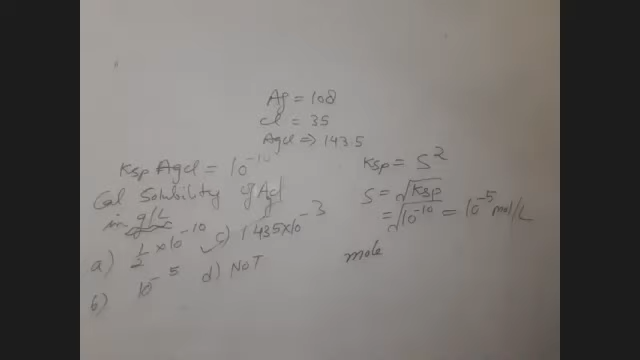 Ag = 108
Cl = 35
AgCl ⇒ 143.5
Ksp AgCl = 10⁻¹⁰
Cal Solubility of AgCl
in g/L
a) 1/2 × 10⁻¹⁰
b) 10⁻⁵
c) 1.435×10⁻³
d) NOT
Ksp = S²
S = √Ksp
= √10⁻¹⁰ = 10⁻⁵ mol/L
mole